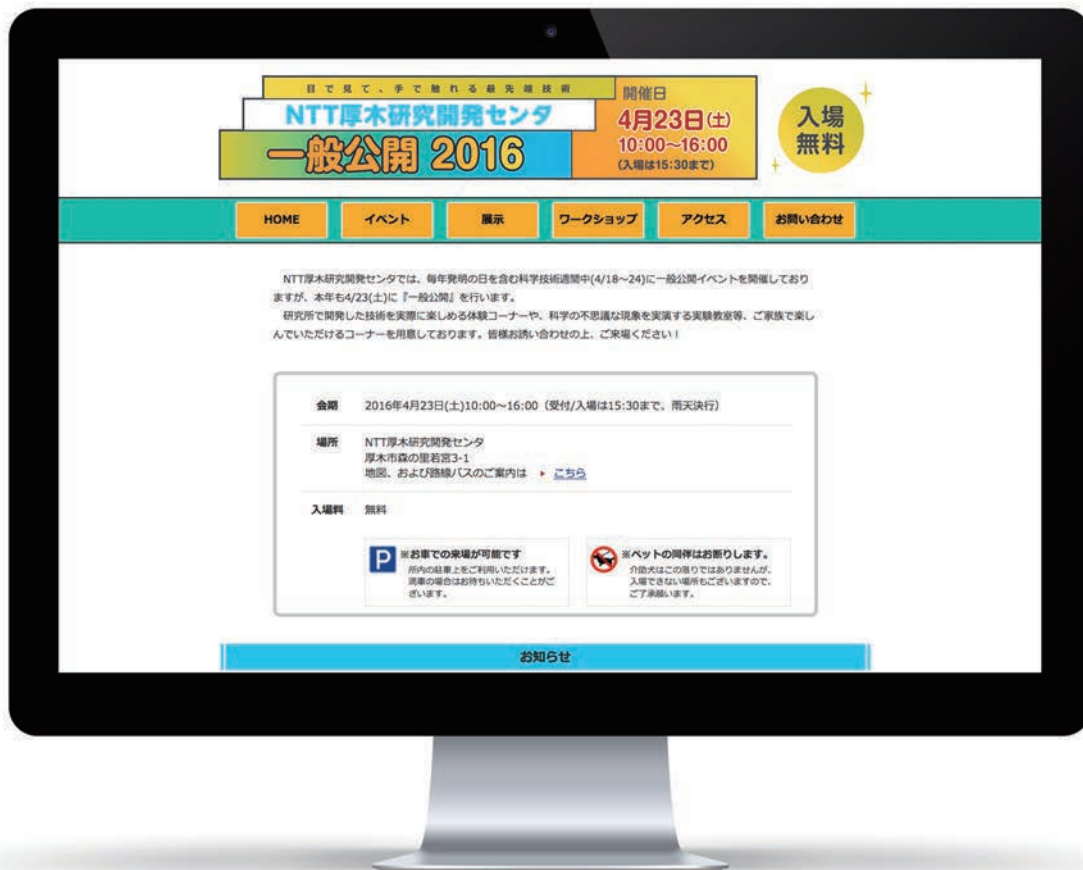 目で見て、手で触れる最先端技術
NTT厚木研究開発センタ
一般公開 2016
開催日
4月23日(土)
10:00~16:00
(入場は15:30まで)
入場
無料
HOME イベント 展示 ワークショップ アクセス お問い合わせ
NTT厚木研究開発センタでは、毎年発明の日を含む科学技術週間中(4/18~24)に一般公開イベントを開催しており
ますが、本年も4/23(土)に『一般公開』を行います。
研究所で開発した技術を実際に楽しめる体験コーナーや、科学の不思議な現象を実演する実験教室等、ご家族で楽し
んでいただけるコーナーを用意しております。皆様お誘い合わせの上、ご来場ください！
会期 2016年4月23日(土)10:00~16:00（受付/入場は15:30まで、雨天決行）
場所 NTT厚木研究開発センタ
厚木市森の里若宮3-1
地図、および路線バスのご案内は こちら
入場料 無料
P ※お車での来場が可能です
所内の駐車上をご利用いただけます。
満車の場合はお待ちいただくことがご
ざいます。
※ペットの同伴はお断りします。
介助犬はこの限りではありませんが、
入場できない場所もございますので、
ご了承願います。
お知らせ